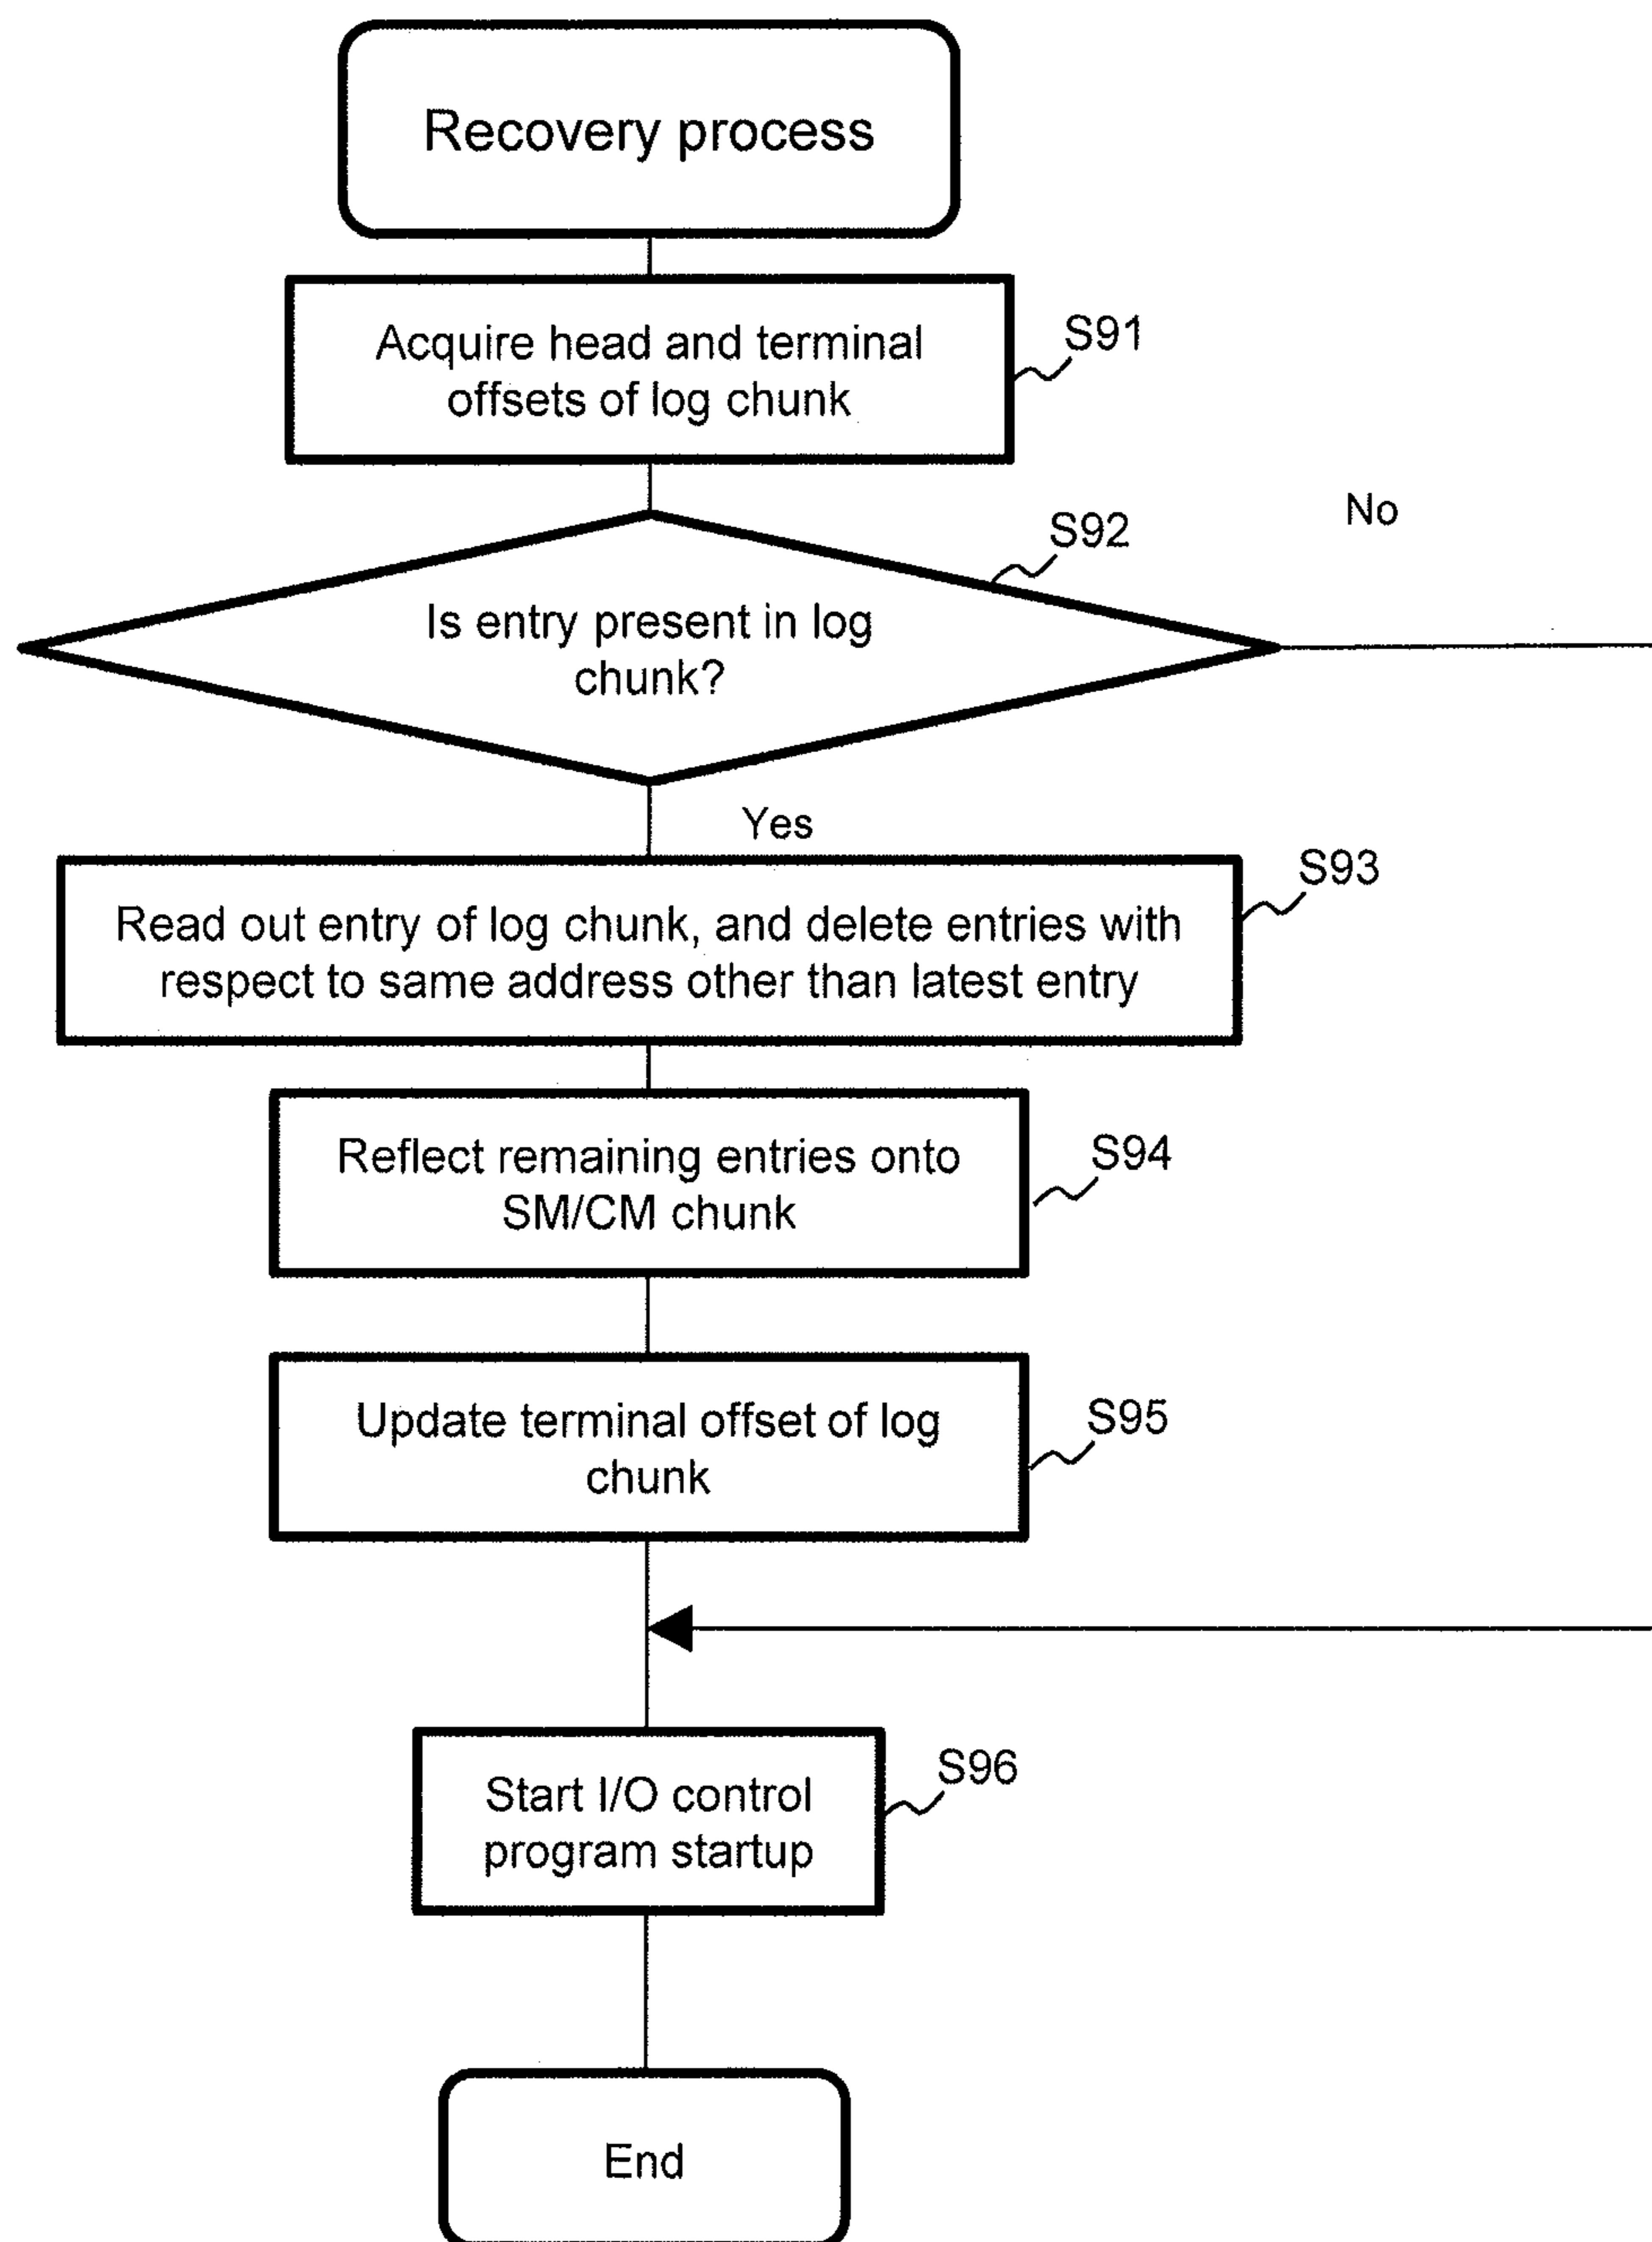 Recovery process
Acquire head and terminal
offsets of log chunk
S91
S92
No
Is entry present in log
chunk?
Yes
S93
Read out entry of log chunk, and delete entries with
respect to same address other than latest entry
Reflect remaining entries onto
SM/CM chunk
S94
Update terminal offset of log
chunk
S95
Start I/O control
program startup
S96
End